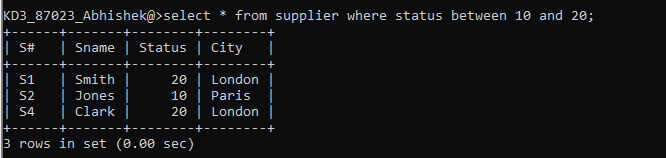 KD3_87023_Abhishek@>select * from supplier where status between 10 and 20;
+------+-------+--------+--------+
| S#   | Sname | Status | City   |
+------+-------+--------+--------+
| S1   | Smith |     20 | London |
| S2   | Jones |     10 | Paris  |
| S4   | Clark |     20 | London |
+------+-------+--------+--------+
3 rows in set (0.00 sec)